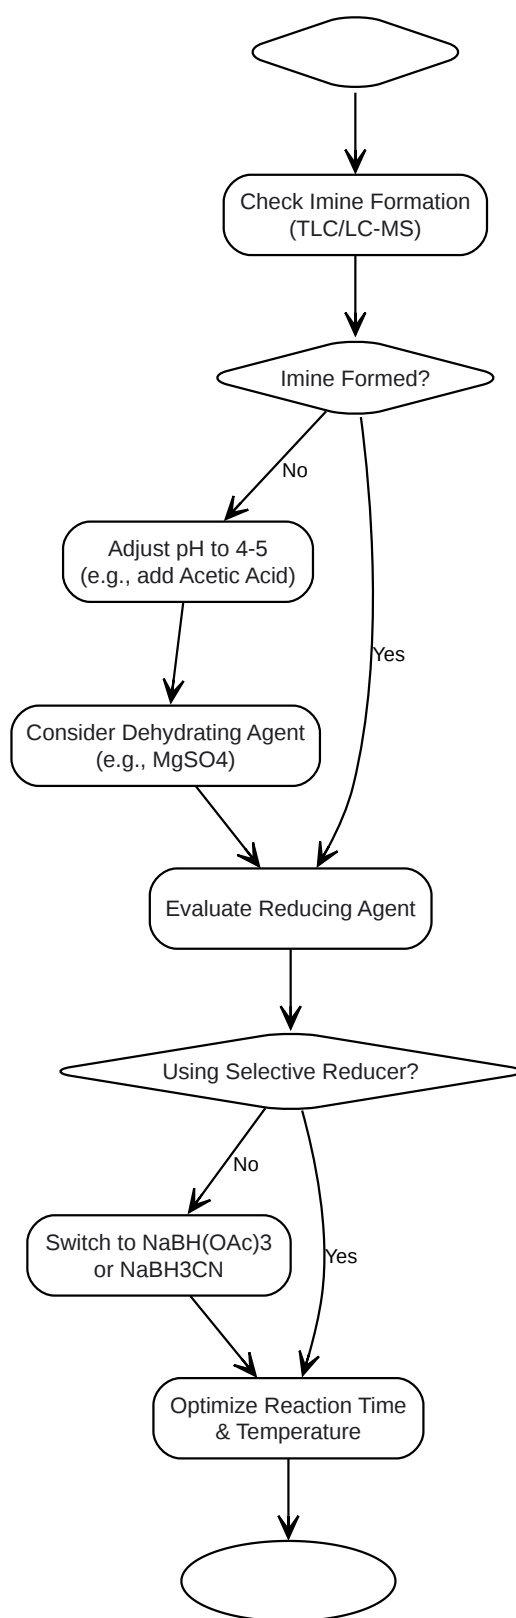 Check Imine Formation
(TLC/LC-MS)
Imine Formed?
No
Adjust pH to 4-5
(e.g., add Acetic Acid)
Yes
Consider Dehydrating Agent
(e.g., MgSO4)
Evaluate Reducing Agent
Using Selective Reducer?
No
Switch to NaBH(OAc)3
or NaBH3CN
Yes
Optimize Reaction Time
& Temperature